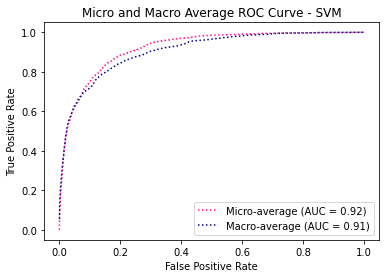 Micro and Macro Average ROC Curve - SVM
True Positive Rate
1.0
0.8
0.6
0.4
0.2
0.0
Micro-average (AUC = 0.92)
Macro-average (AUC = 0.91)
0.0 0.2 0.4 0.6 0.8 1.0
False Positive Rate